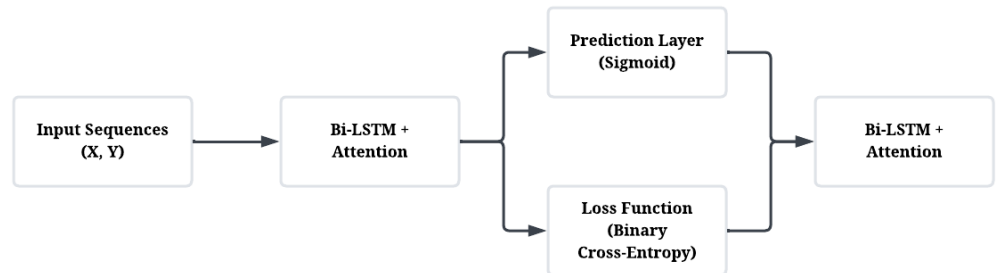 Input Sequences
(X, Y)
Bi-LSTM +
Attention
Prediction Layer
(Sigmoid)
Loss Function
(Binary
Cross-Entropy)
Bi-LSTM +
Attention